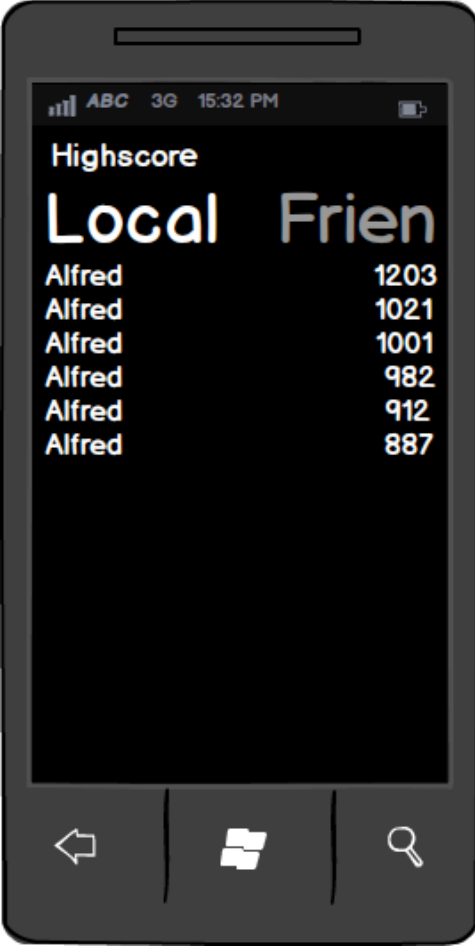 ABC 3G 15:32 PM
Highscore
Local Frien
Alfred 1203
Alfred 1021
Alfred 1001
Alfred 982
Alfred 912
Alfred 887